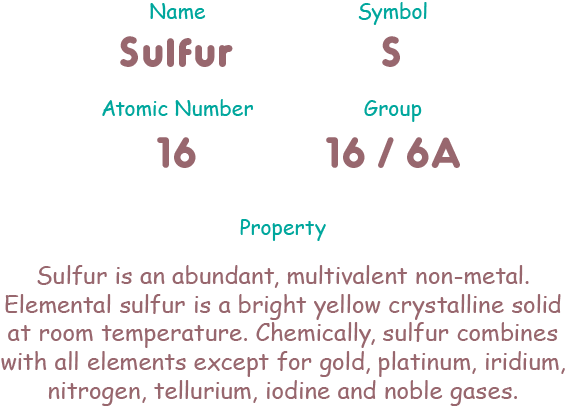 Name
Symbol
Sulfur
S
Atomic Number
Group
16
16 / 6A
Property
Sulfur is an abundant, multivalent non-metal.
Elemental sulfur is a bright yellow crystalline solid
at room temperature. Chemically, sulfur combines
with all elements except for gold, platinum, iridium,
nitrogen, tellurium, iodine and noble gases.